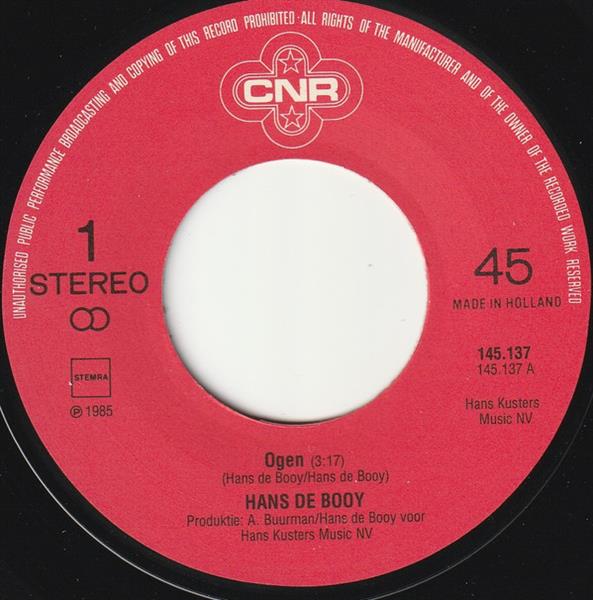 UNAUTHORISED PUBLIC PERFORMANCE BROADCASTING AND COPYING OF THIS RECORD PROHIBITED · ALL RIGHTS OF THE MANUFACTURER AND OF THE OWNER OF THE RECORDED WORK RESERVED
CNR
1
STEREO
45
MADE IN HOLLAND
STEMRA
℗ 1985
145.137
145.137 A
Hans Kusters
Music NV
Ogen (3:17)
(Hans de Booy/Hans de Booy)
HANS DE BOOY
Produktie: A. Buurman/Hans de Booy voor
Hans Kusters Music NV